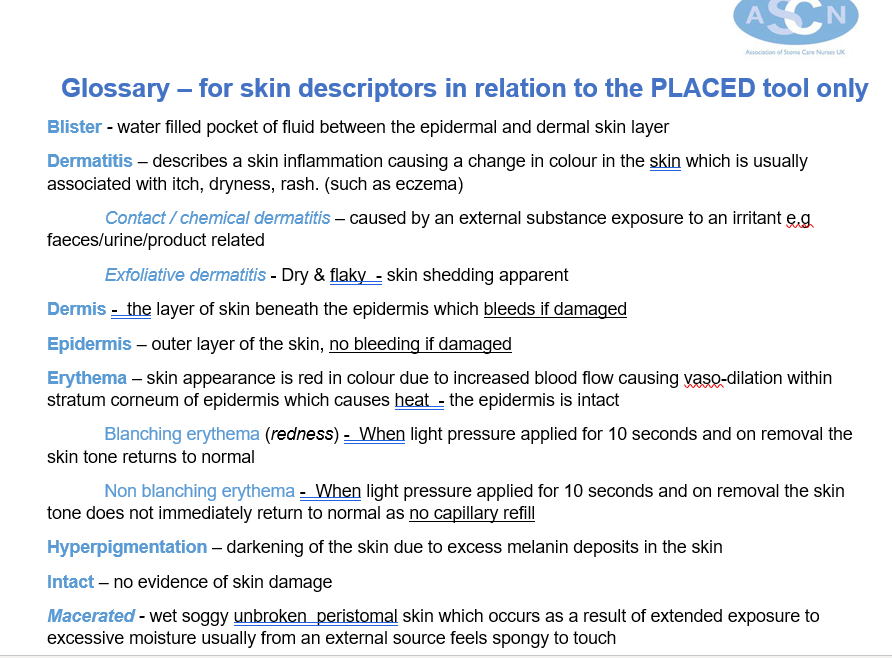 ASCN
Association of Stoma Care Nurses UK
Glossary – for skin descriptors in relation to the PLACED tool only
Blister - water filled pocket of fluid between the epidermal and dermal skin layer
Dermatitis – describes a skin inflammation causing a change in colour in the skin which is usually
associated with itch, dryness, rash. (such as eczema)
Contact / chemical dermatitis – caused by an external substance exposure to an irritant e.g
faeces/urine/product related
Exfoliative dermatitis - Dry & flaky  - skin shedding apparent
Dermis -  the layer of skin beneath the epidermis which bleeds if damaged
Epidermis – outer layer of the skin, no bleeding if damaged
Erythema – skin appearance is red in colour due to increased blood flow causing vaso-dilation within
stratum corneum of epidermis which causes heat  - the epidermis is intact
Blanching erythema (redness) -  When light pressure applied for 10 seconds and on removal the
skin tone returns to normal
Non blanching erythema -  When light pressure applied for 10 seconds and on removal the skin
tone does not immediately return to normal as no capillary refill
Hyperpigmentation – darkening of the skin due to excess melanin deposits in the skin
Intact – no evidence of skin damage
Macerated - wet soggy unbroken  peristomal skin which occurs as a result of extended exposure to
excessive moisture usually from an external source feels spongy to touch